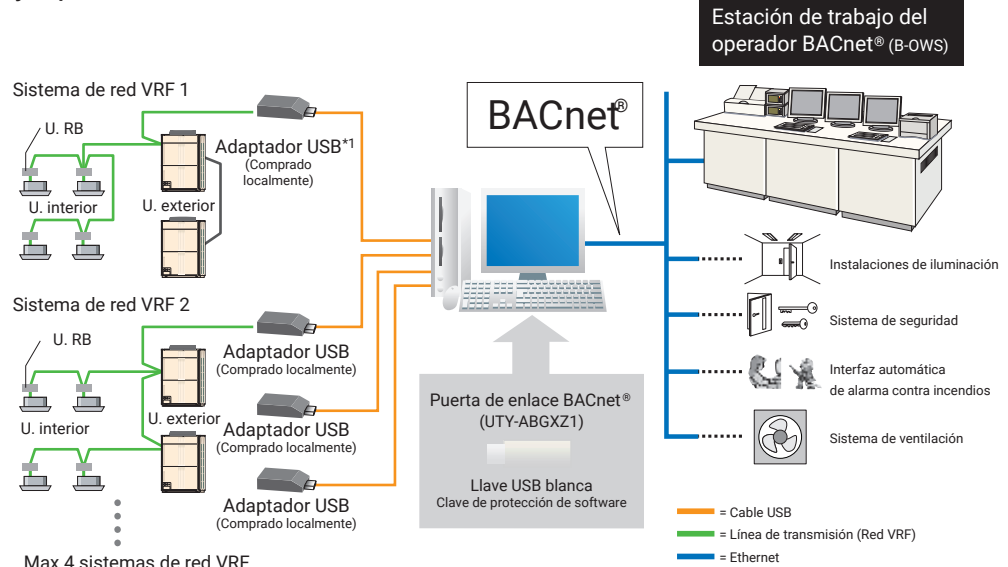 Estación de trabajo del
operador BACnet® (B-OWS)
Sistema de red VRF 1
U. RB
Adaptador USB*1
(Comprado
localmente)
U. interior
U. exterior
BACnet®
Instalaciones de iluminación
Sistema de red VRF 2
U. RB
Adaptador USB
(Comprado localmente)
Sistema de seguridad
Interfaz automática
de alarma contra incendios
Puerta de enlace BACnet®
(UTY-ABGXZ1)
U. interior
U. exterior
Adaptador USB
(Comprado localmente)
Sistema de ventilación
Llave USB blanca
Clave de protección de software
Adaptador USB
(Comprado localmente)
= Cable USB
= Línea de transmisión (Red VRF)
= Ethernet
Max 4 sistemas de red VRF